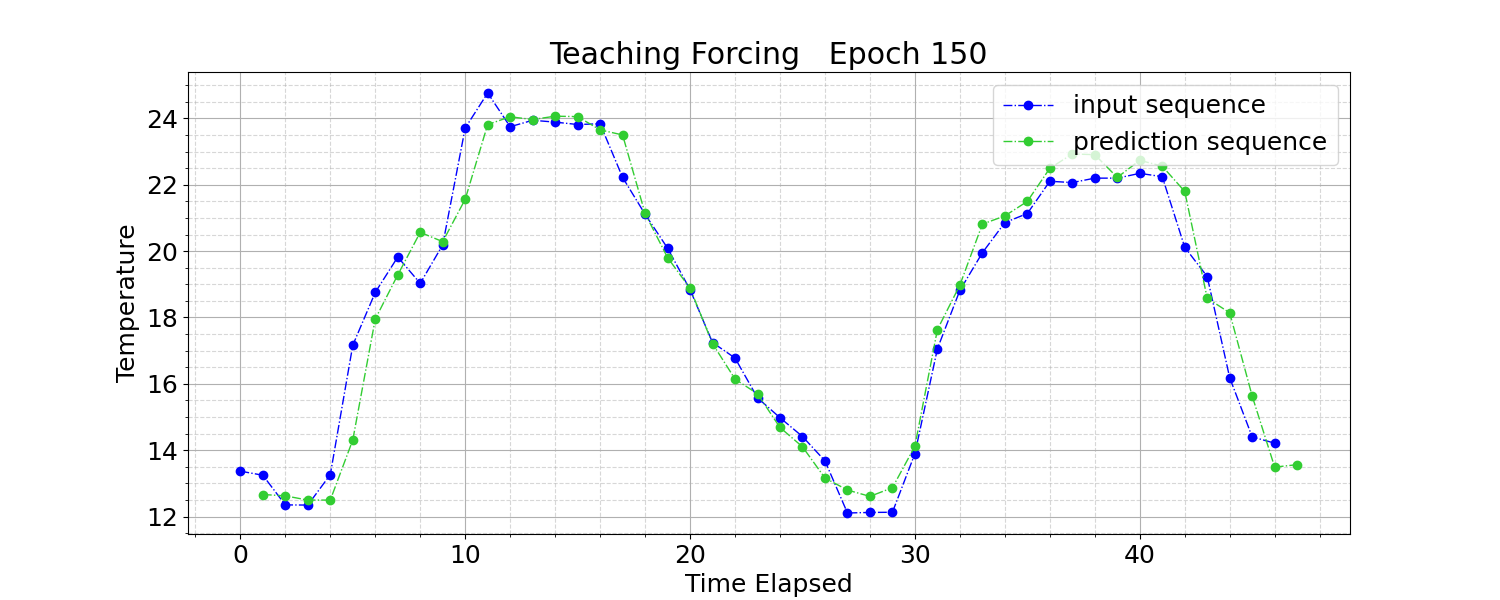 Teaching Forcing   Epoch 150
input sequence
prediction sequence
Temperature
24
22
20
18
16
14
12
0 10 20 30 40
Time Elapsed